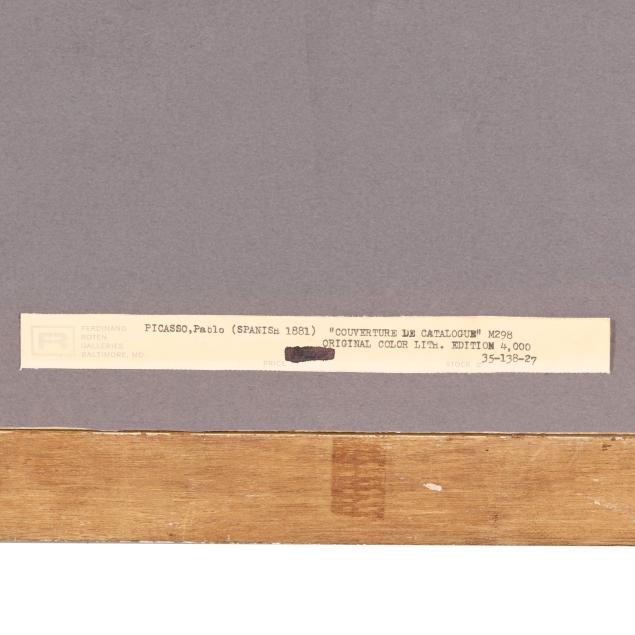 FR
FERDINAND
ROTEN
GALLERIES
BALTIMORE, MD.
PICASSO,Pablo (SPANISH 1881) "COUVERTURE DE CATALOGUE" M298
ORIGINAL COLOR LITH. EDITION 4,000
PRICE
STOCK
35-138-27